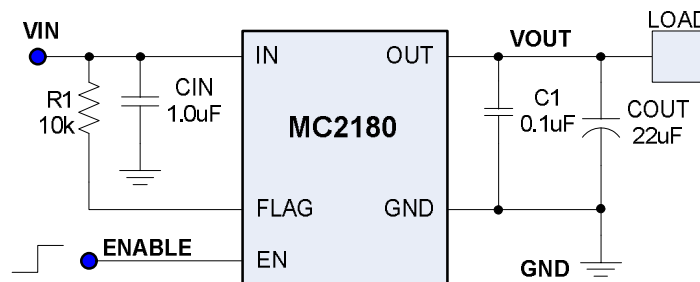 VIN
IN
OUT
VOUT
LOAD
R1
10k
CIN
1.0uF
MC2180
C1
0.1uF
COUT
22uF
FLAG
GND
ENABLE
EN
GND